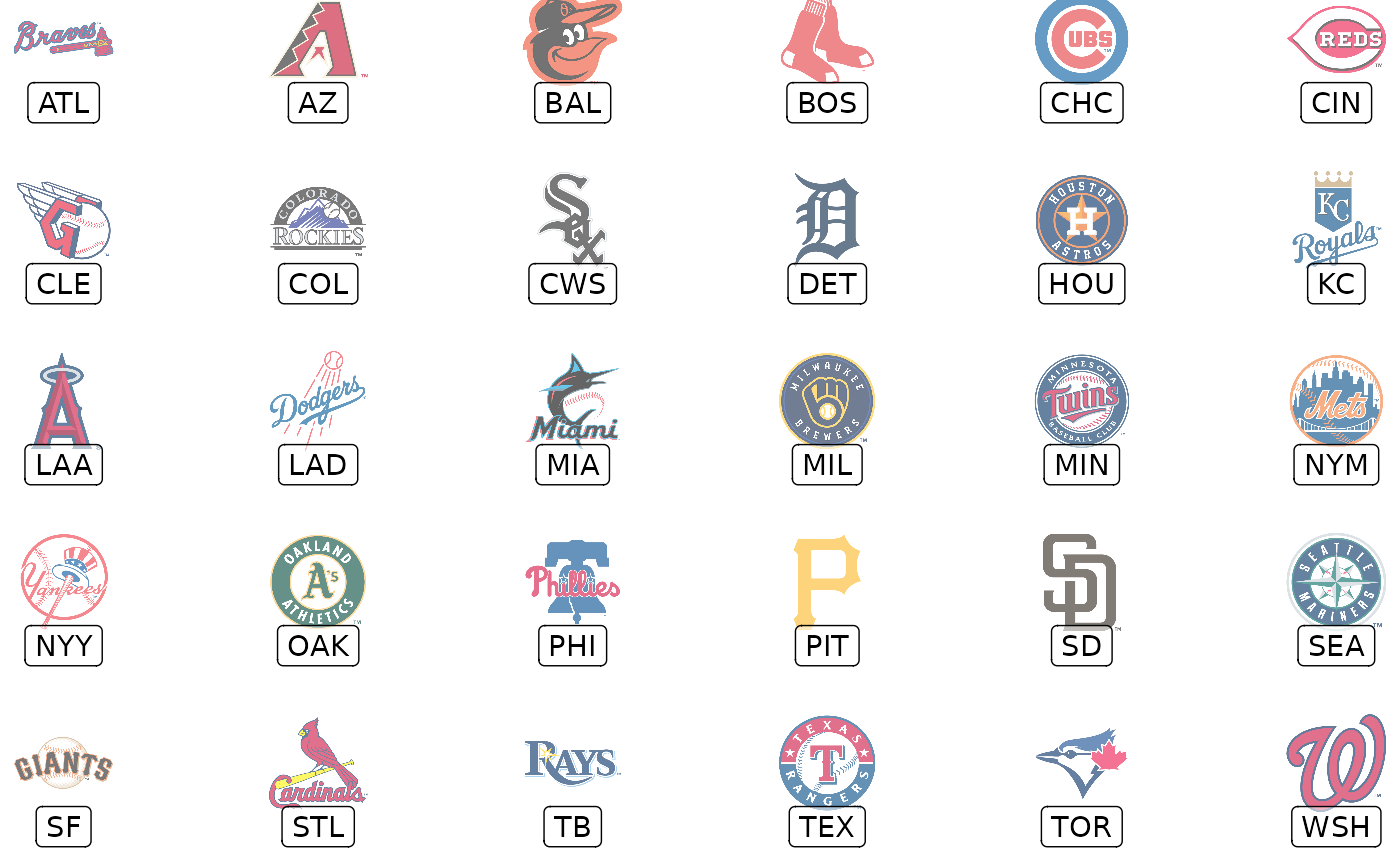 Braves
A
CUBS
REDS
ATL AZ BAL BOS CHC CIN
G
COLORADO
ROCKIES
SOX
D
HOUSTON
H
ASTROS
KC
Royals
CLE COL CWS DET HOU KC
A
Dodgers
Miami
MILWAUKEE
BREWERS
MINNESOTA
Twins
BASEBALL CLUB
Mets
LAA LAD MIA MIL MIN NYM
Yankees
OAKLAND
A's
ATHLETICS
Phillies
P
SD
SEATTLE
MARINERS
NYY OAK PHI PIT SD SEA
GIANTS
Cardinals
RAYS
TEXAS
T
RANGERS
W
SF STL TB TEX TOR WSH